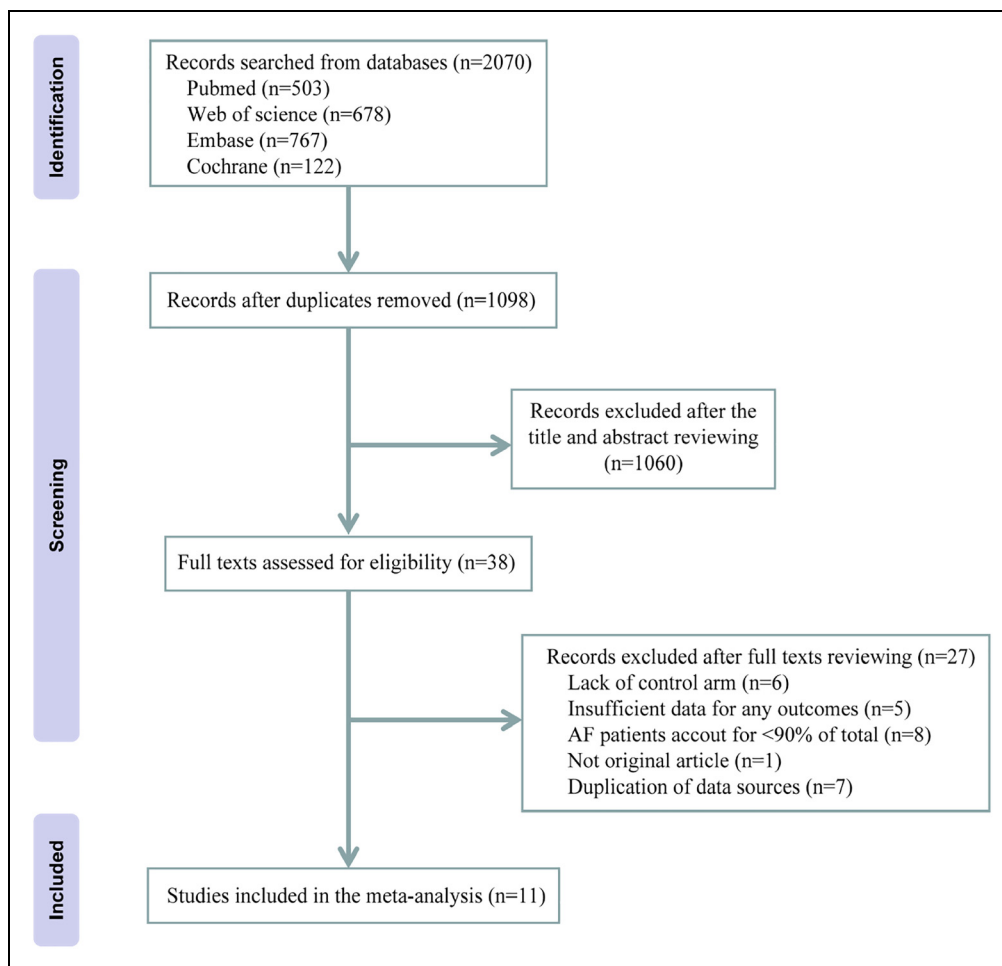 Identification
Records searched from databases (n=2070)
Pubmed (n=503)
Web of science (n=678)
Embase (n=767)
Cochrane (n=122)
Screening
Records after duplicates removed (n=1098)
Records excluded after the
title and abstract reviewing
(n=1060)
Full texts assessed for eligibility (n=38)
Records excluded after full texts reviewing (n=27)
Lack of control arm (n=6)
Insufficient data for any outcomes (n=5)
AF patients accout for <90% of total (n=8)
Not original article (n=1)
Duplication of data sources (n=7)
Included
Studies included in the meta-analysis (n=11)